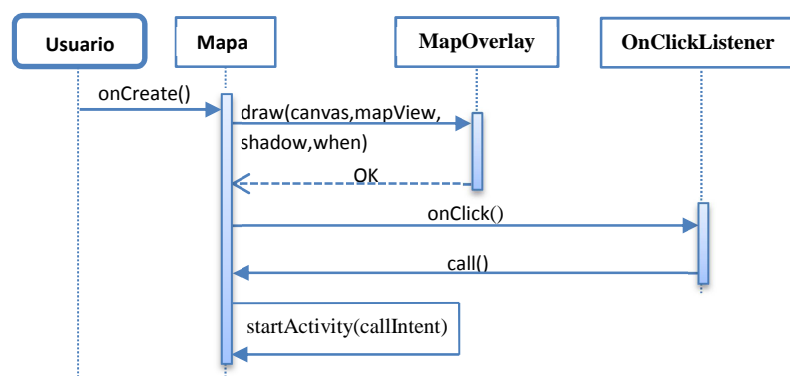 Usuario
Mapa
MapOverlay
OnClickListener
onCreate()
draw(canvas,mapView,
shadow,when)
OK
onClick()
call()
startActivity(callIntent)